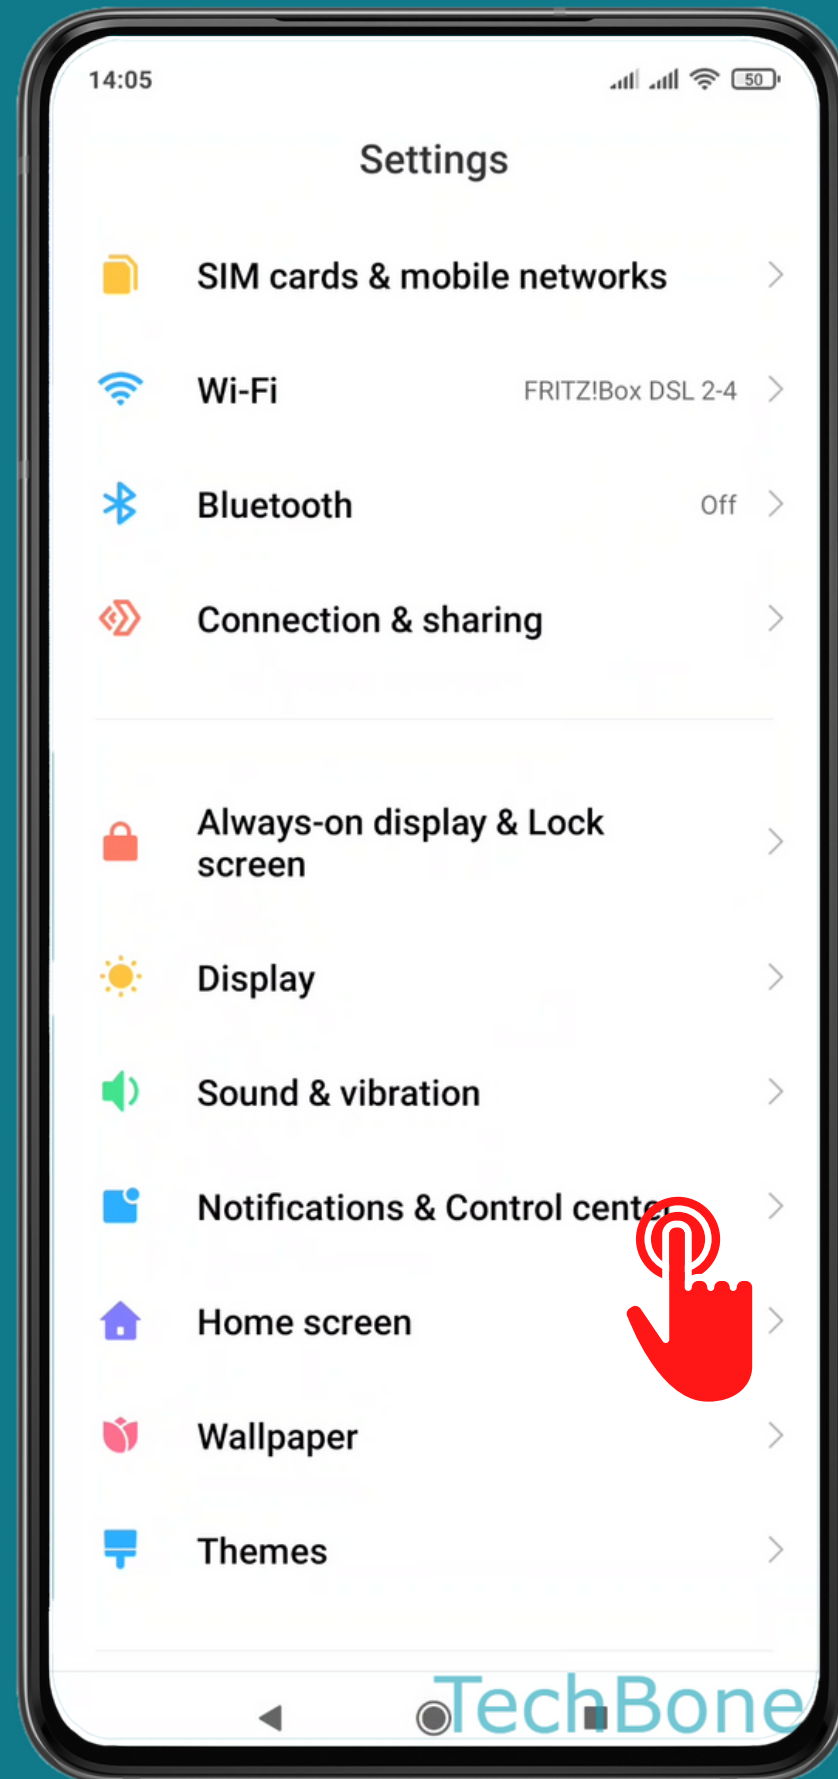 14:05
50
Settings
SIM cards & mobile networks
Wi-Fi FRITZ!Box DSL 2-4
Bluetooth Off
Connection & sharing
Always-on display & Lock
screen
Display
Sound & vibration
Notifications & Control center
Home screen
Wallpaper
Themes
TechBone